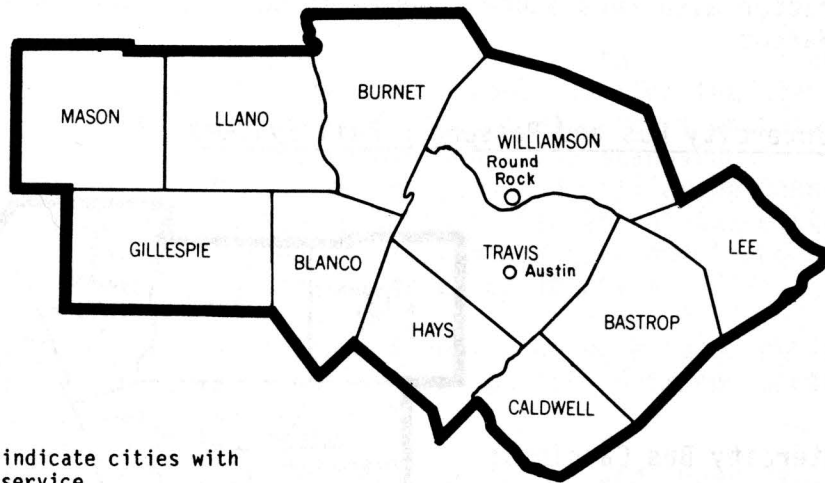 BURNET
MASON
LLANO
WILLIAMSON
Round
Rock
GILLESPIE
BLANCO
TRAVIS
Austin
LEE
HAYS
BASTROP
CALDWELL
indicate cities with
service